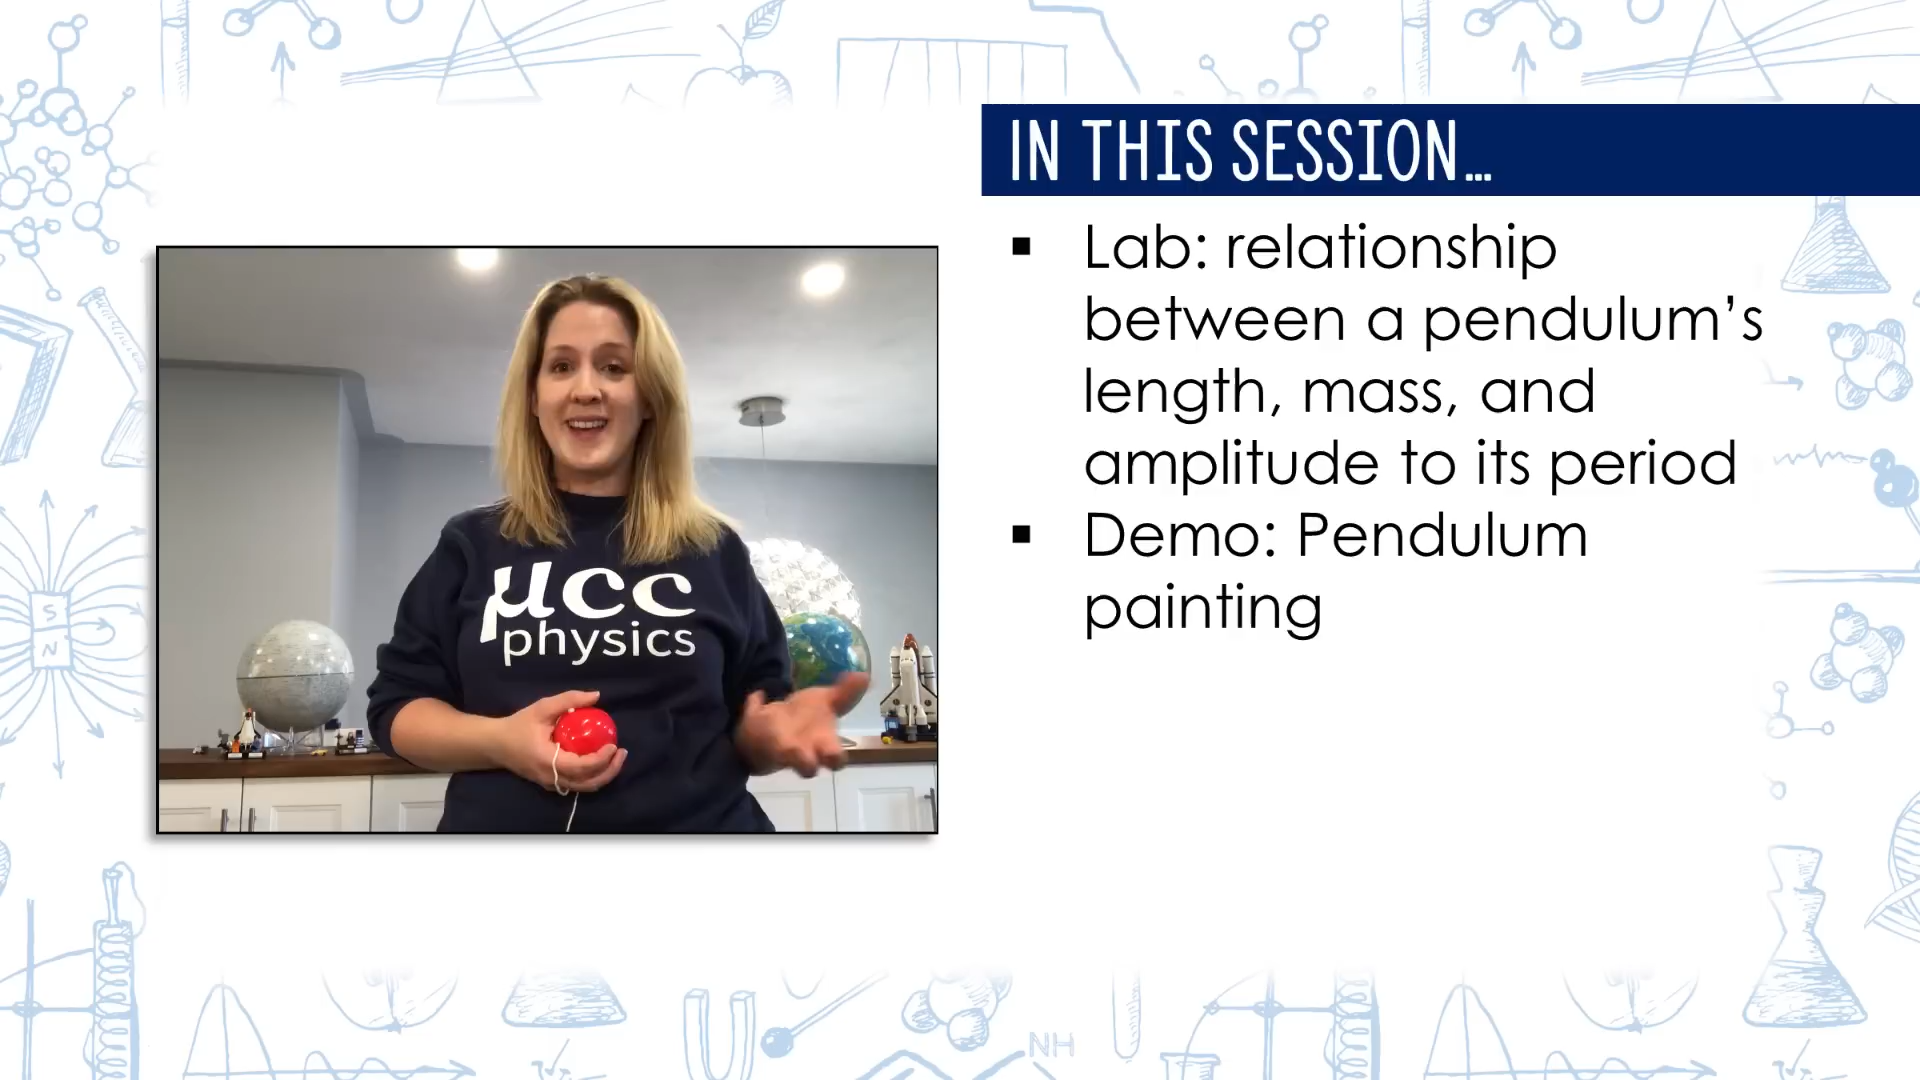 IN THIS SESSION…
▪ Lab: relationship
between a pendulum’s
length, mass, and
amplitude to its period
▪ Demo: Pendulum
painting
µcc
physics
S
N
NH